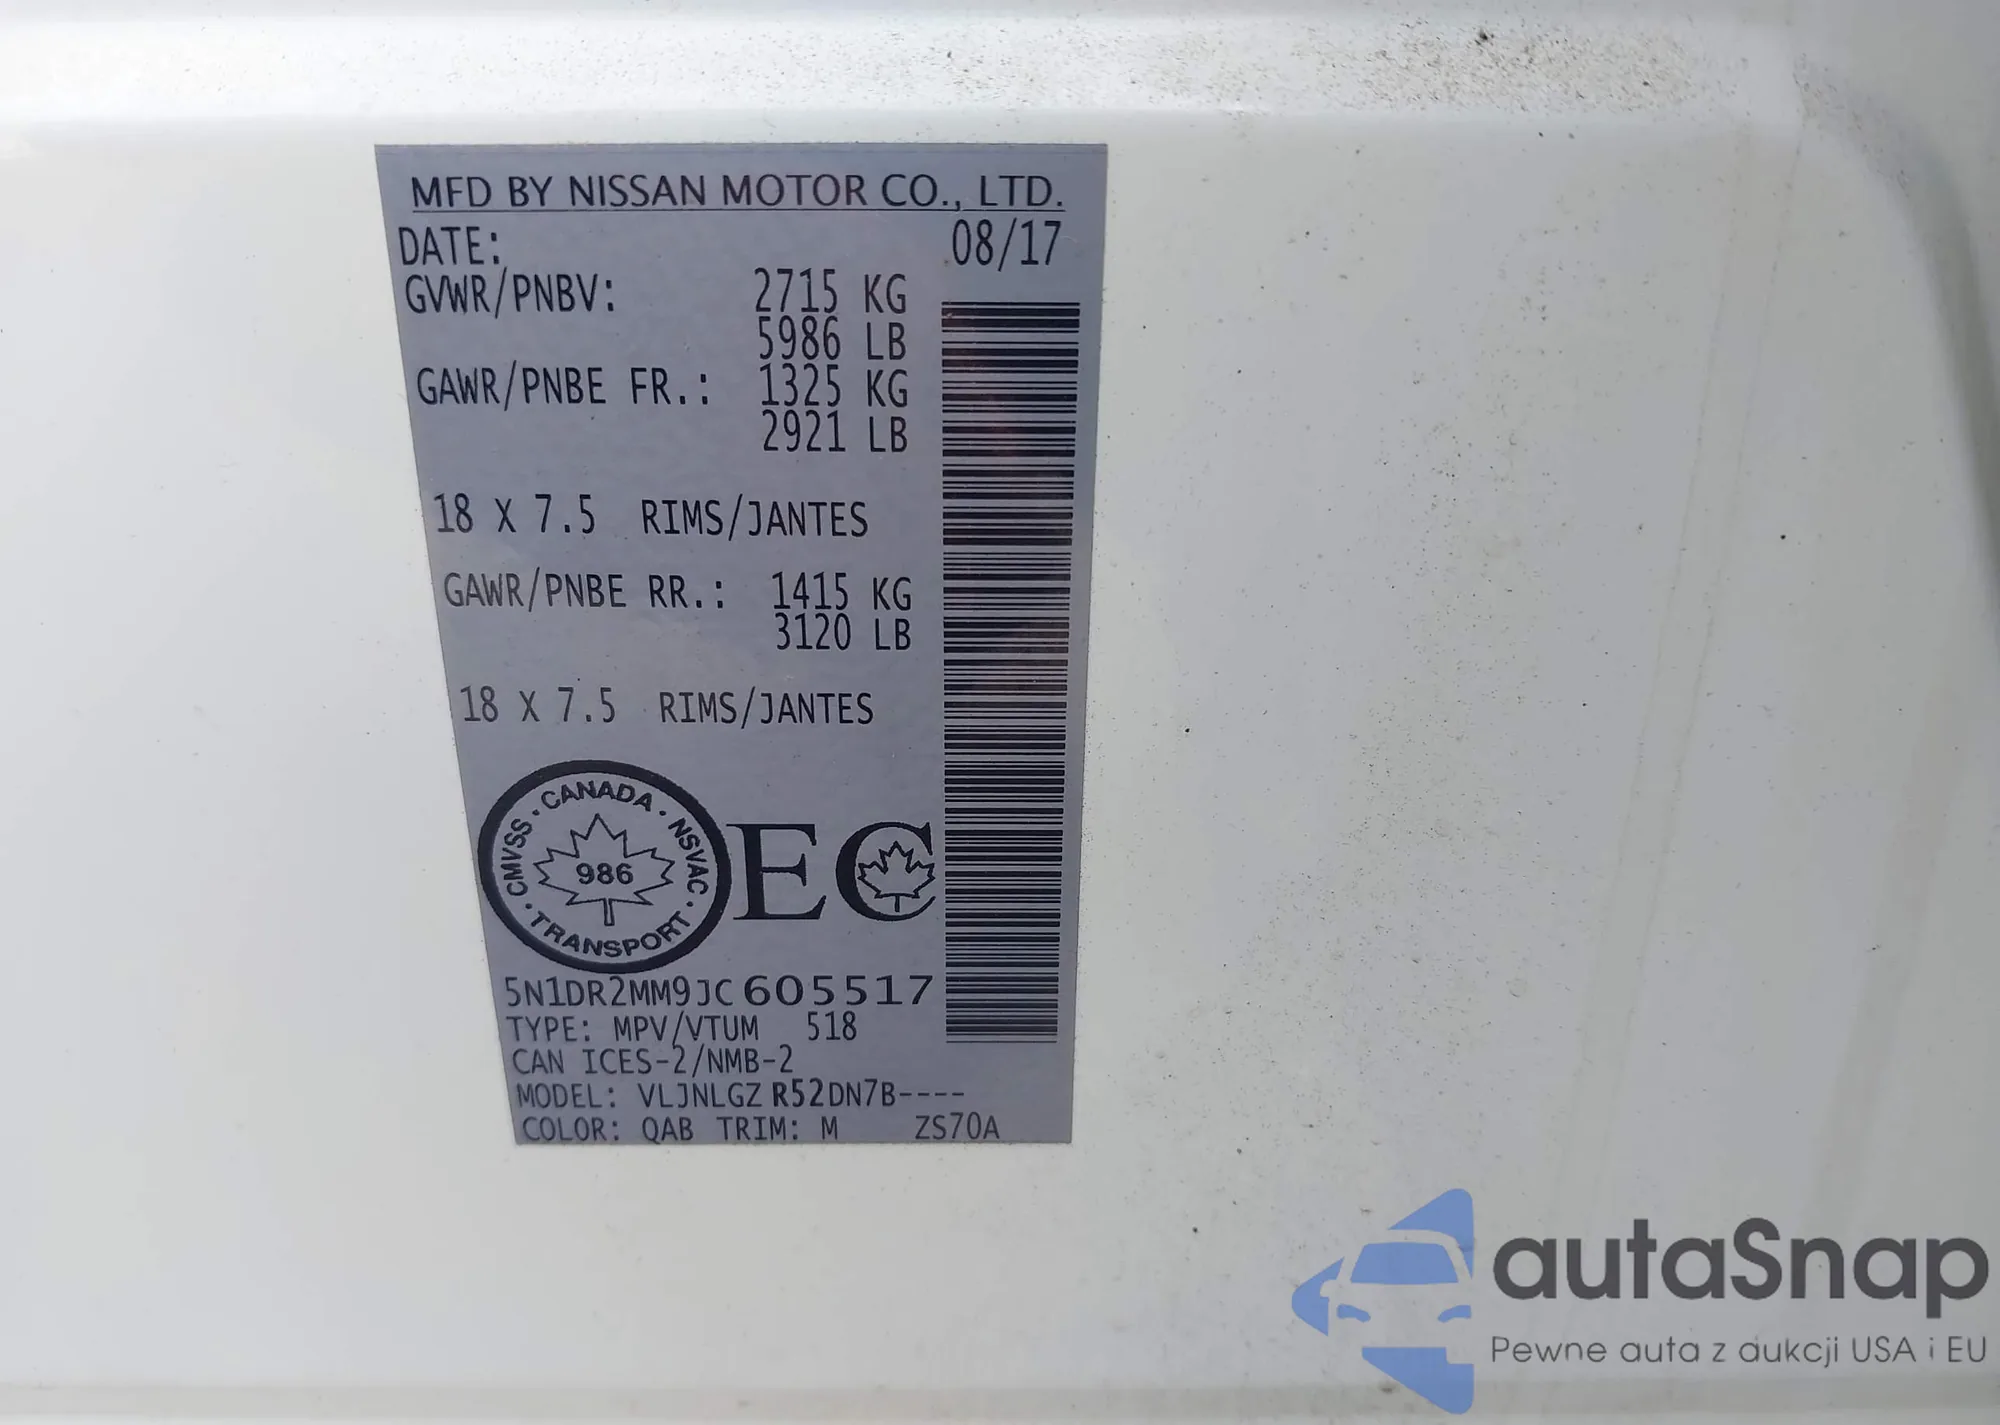 MFD BY NISSAN MOTOR CO., LTD.
DATE: 08/17
GVWR/PNBV: 2715 KG
5986 LB
GAWR/PNBE FR.: 1325 KG
2921 LB
18 X 7.5 RIMS/JANTES
GAWR/PNBE RR.: 1415 KG
3120 LB
18 X 7.5 RIMS/JANTES
CANADA · NSVAC · TRANSPORT · CMVSS ·
986
EC
5N1DR2MM9JC605517
TYPE: MPV/VTUM 518
CAN ICES-2/NMB-2
MODEL: VLJNLGZ R52DN7B----
COLOR: QAB TRIM: M ZS70A
autaSnap
Pewne auta z aukcji USA i EU